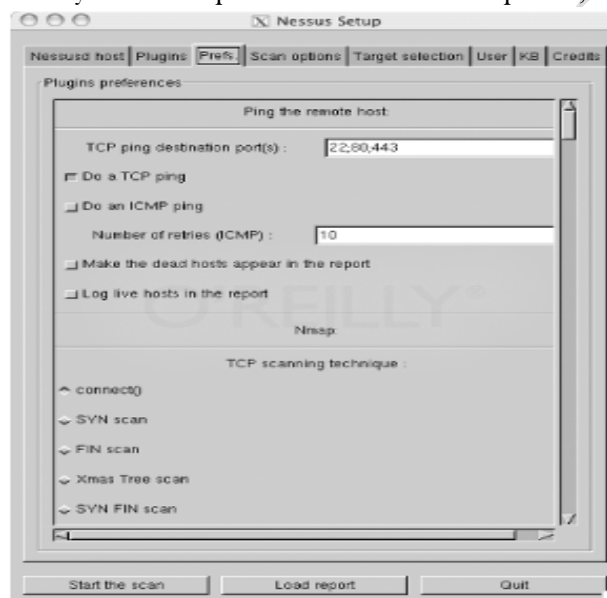 Nessus Setup
Nessusd host Plugins Prefs. Scan options Target selection User KB Credits
Plugins preferences
Ping the remote host:
TCP ping destination port(s) : 22;80,443
Do a TCP ping
Do an ICMP ping
Number of retries (ICMP) : 10
Make the dead hosts appear in the report
Log live hosts in the report
O'REILLY®
Nmap:
TCP scanning technique :
connect()
SYN scan
FIN scan
Xmas Tree scan
SYN FIN scan
Start the scan Load report Quit